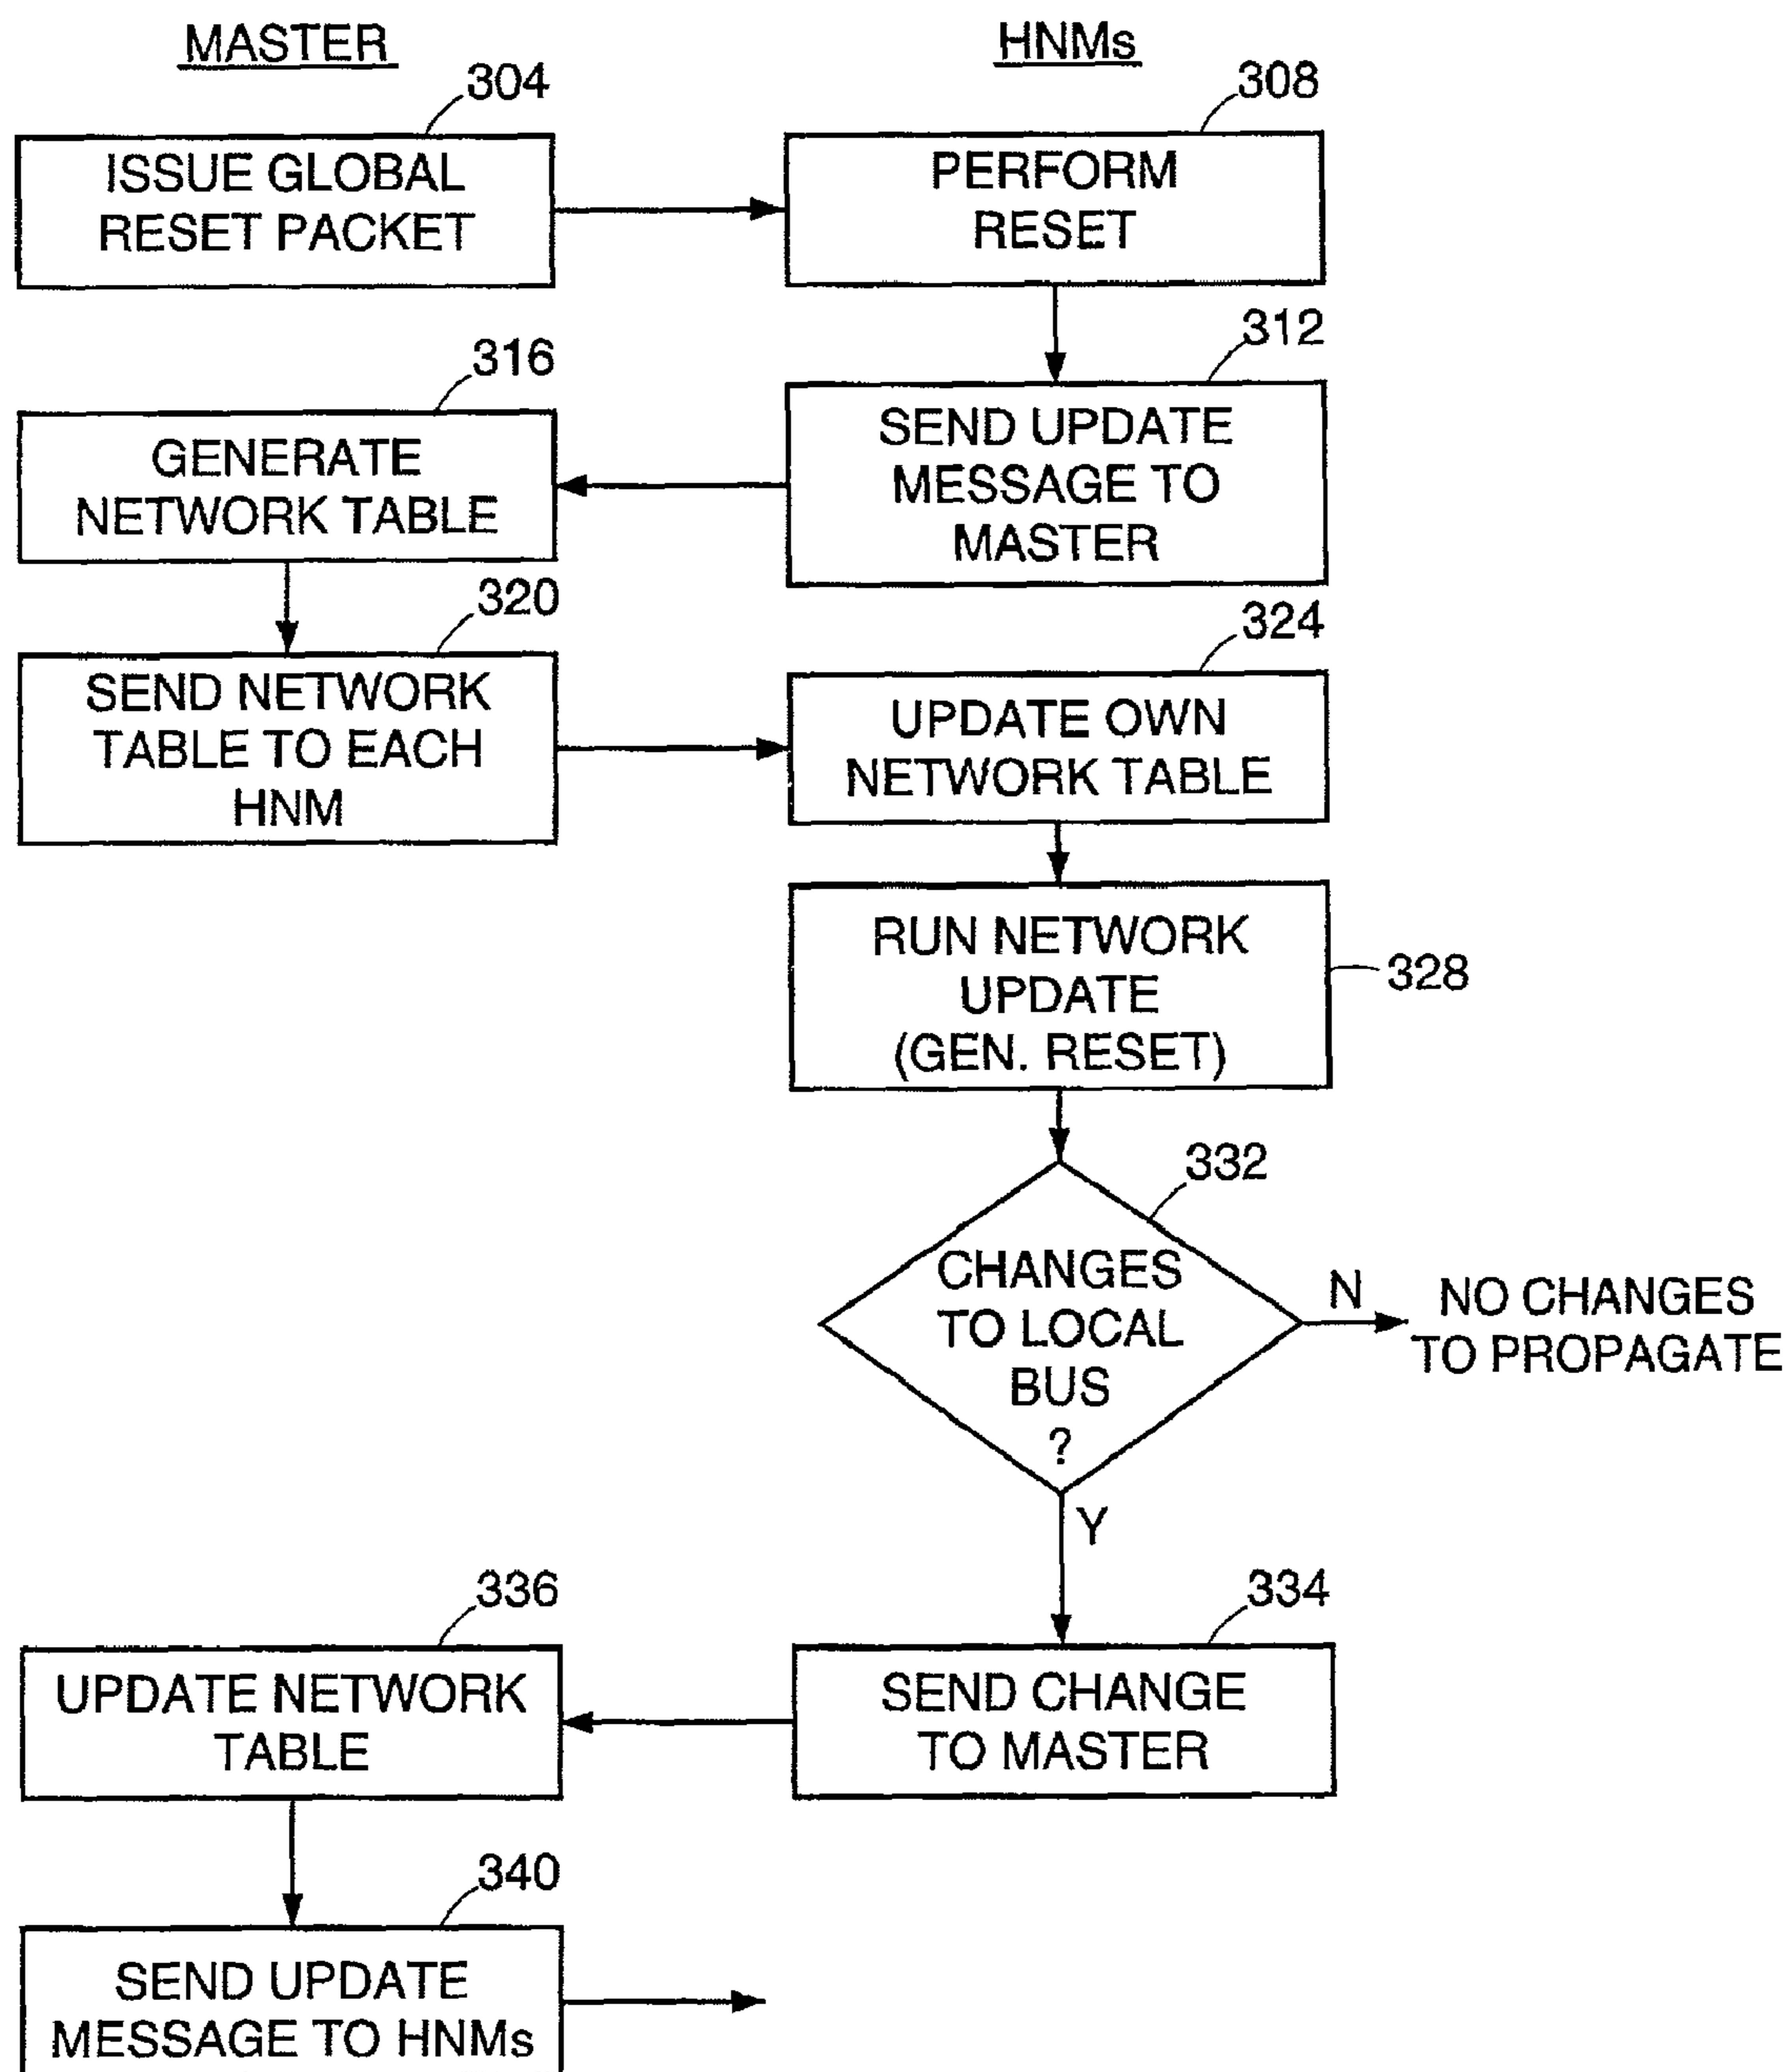 MASTER
HNMs
304
308
ISSUE GLOBAL
RESET PACKET
PERFORM
RESET
312
316
SEND UPDATE
MESSAGE TO
MASTER
GENERATE
NETWORK TABLE
320
324
SEND NETWORK
TABLE TO EACH
HNM
UPDATE OWN
NETWORK TABLE
RUN NETWORK
UPDATE
(GEN. RESET)
328
332
CHANGES
TO LOCAL
BUS
?
N
NO CHANGES
TO PROPAGATE
Y
336
334
UPDATE NETWORK
TABLE
SEND CHANGE
TO MASTER
340
SEND UPDATE
MESSAGE TO HNMs